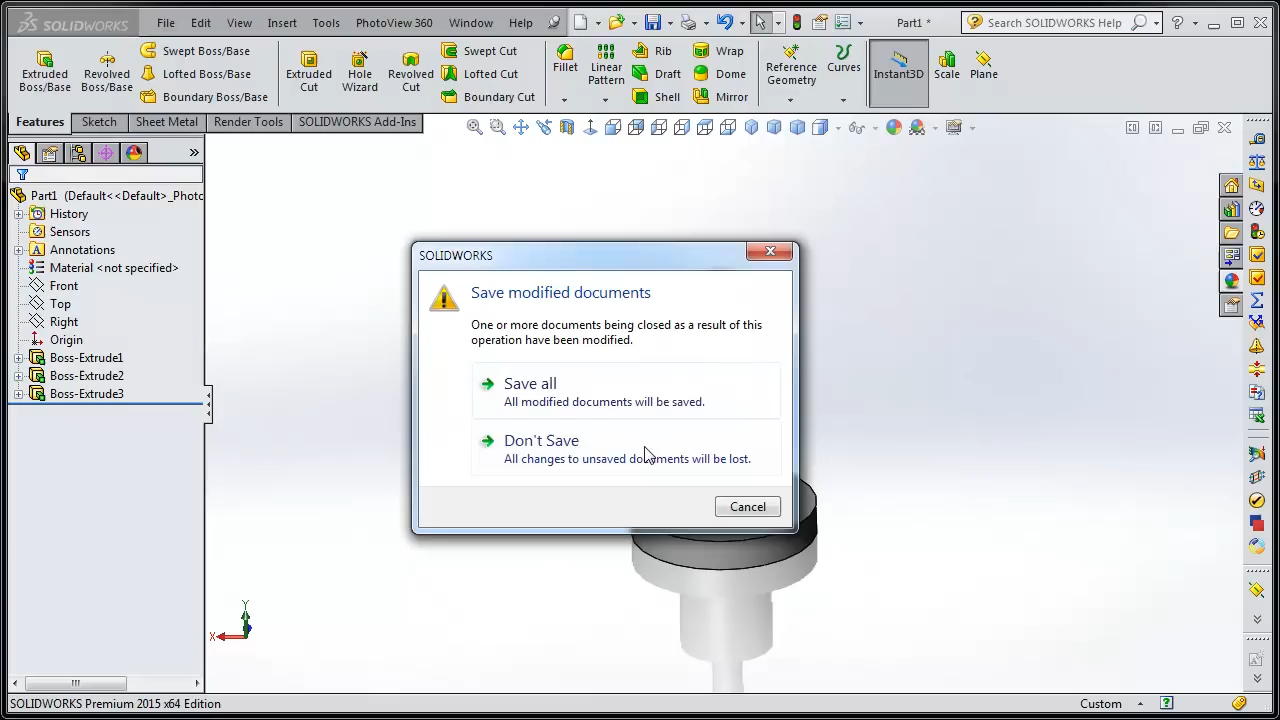 SOLIDWORKS File Edit View Insert Tools PhotoView 360 Window Help Part1 * Search SOLIDWORKS Help
Extruded Boss/Base
Revolved Boss/Base
Swept Boss/Base
Lofted Boss/Base
Boundary Boss/Base
Extruded Cut
Hole Wizard
Revolved Cut
Swept Cut
Lofted Cut
Boundary Cut
Fillet
Linear Pattern
Rib
Draft
Shell
Wrap
Dome
Mirror
Reference Geometry
Curves
Instant3D
Scale
Plane
Features Sketch Sheet Metal Render Tools SOLIDWORKS Add-Ins
Part1 (Default<<Default>_Photo
History
Sensors
Annotations
Material <not specified>
Front
Top
Right
Origin
Boss-Extrude1
Boss-Extrude2
Boss-Extrude3
SOLIDWORKS
Save modified documents
One or more documents being closed as a result of this
operation have been modified.
Save all
All modified documents will be saved.
Don't Save
All changes to unsaved documents will be lost.
Cancel
Y
X
SOLIDWORKS Premium 2015 x64 Edition
Custom